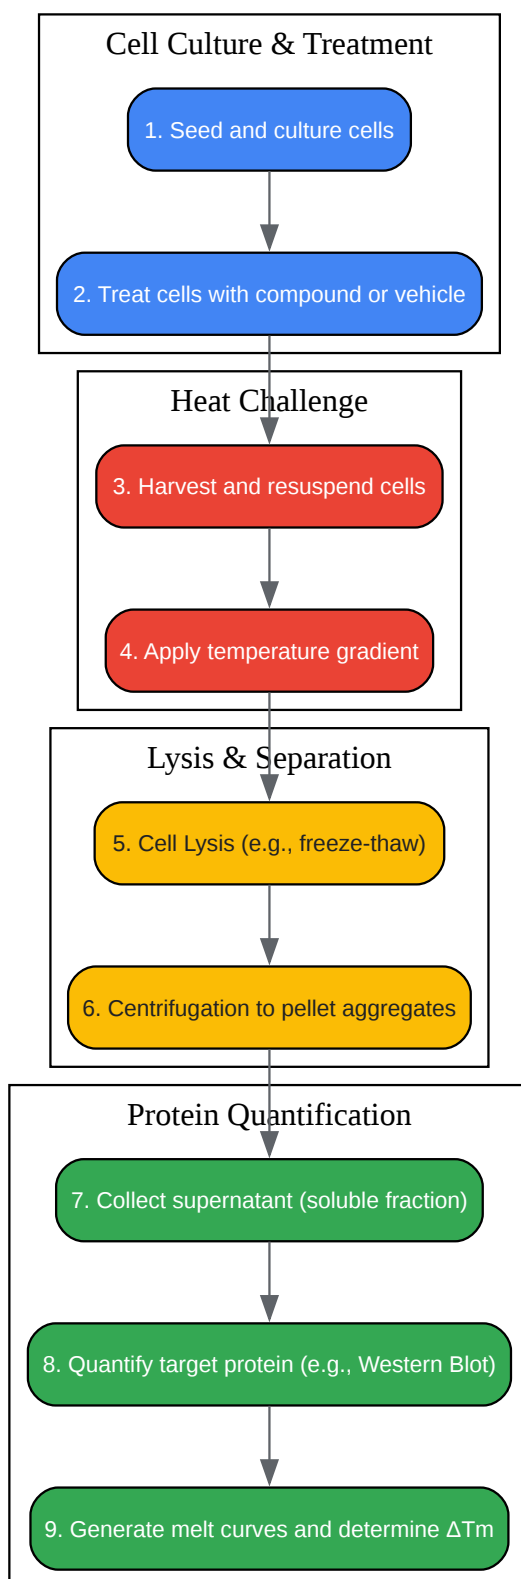 Cell Culture & Treatment
1. Seed and culture cells
2. Treat cells with compound or vehicle
Heat Challenge
3. Harvest and resuspend cells
4. Apply temperature gradient
Lysis & Separation
5. Cell Lysis (e.g., freeze-thaw)
6. Centrifugation to pellet aggregates
Protein Quantification
7. Collect supernatant (soluble fraction)
8. Quantify target protein (e.g., Western Blot)
9. Generate melt curves and determine ΔTm